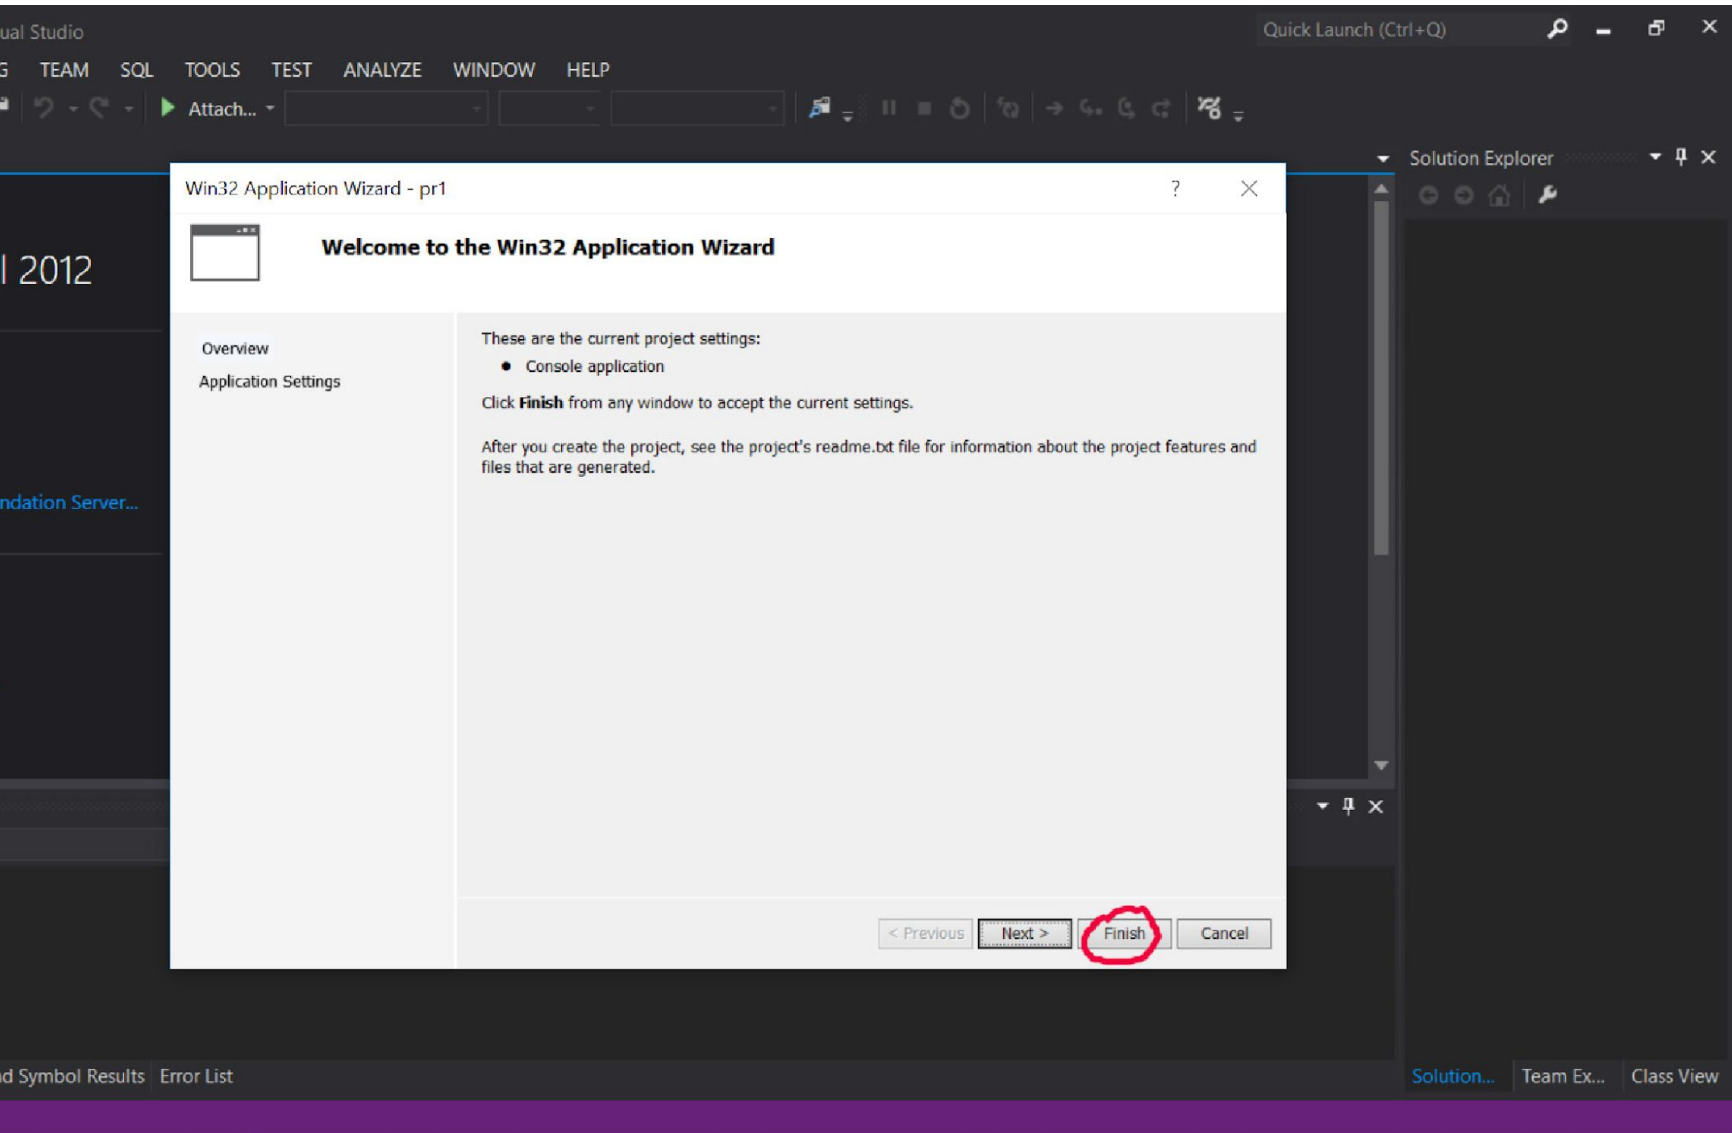 ual Studio
Quick Launch (Ctrl+Q)
G TEAM SQL TOOLS TEST ANALYZE WINDOW HELP
Attach...
Solution Explorer
Win32 Application Wizard - pr1
?
Welcome to the Win32 Application Wizard
l 2012
Overview
Application Settings
These are the current project settings:
• Console application
Click Finish from any window to accept the current settings.
After you create the project, see the project's readme.txt file for information about the project features and
files that are generated.
ndation Server...
< Previous
Next >
Finish
Cancel
nd Symbol Results
Error List
Solution...
Team Ex...
Class View